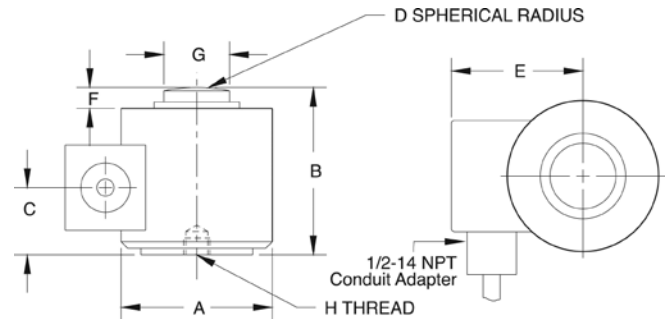 D SPHERICAL RADIUS
G
E
F
B
C
1/2-14 NPT
Conduit Adapter
A
H THREAD